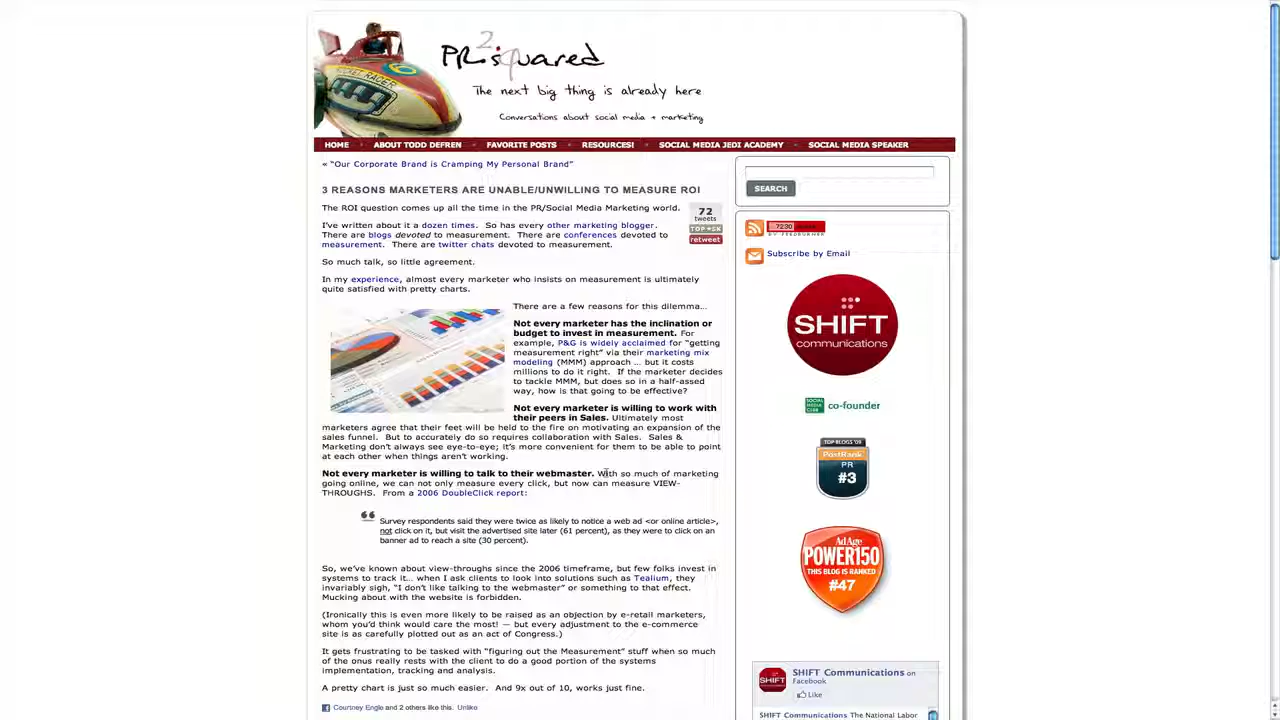 PR 2 squared
The next big thing is already here
Conversations about social media + marketing
HOME
ABOUT TODD DEFREN
FAVORITE POSTS
RESOURCES!
SOCIAL MEDIA JEDI ACADEMY
SOCIAL MEDIA SPEAKER
« "Our Corporate Brand is Cramping My Personal Brand"
3 REASONS MARKETERS ARE UNABLE/UNWILLING TO MEASURE ROI
The ROI question comes up all the time in the PR/Social Media Marketing world.
72
tweets
retweet
I've written about it a dozen times. So has every other marketing blogger.
There are blogs devoted to measurement. There are conferences devoted to
measurement. There are twitter chats devoted to measurement.
So much talk, so little agreement.
In my experience, almost every marketer who insists on measurement is ultimately
quite satisfied with pretty charts.
There are a few reasons for this dilemma…
Not every marketer has the inclination or
budget to invest in measurement. For
example, P&G is widely acclaimed for "getting
measurement right" via their marketing mix
modeling (MMM) approach … but it costs
millions to do it right. If the marketer decides
to tackle MMM, but does so in a half-assed
way, how is that going to be effective?
Not every marketer is willing to work with
their peers in Sales. Ultimately most
marketers agree that their feet will be held to the fire on motivating an expansion of the
sales funnel. But to accurately do so requires collaboration with Sales. Sales &
Marketing don't always see eye-to-eye; it's more convenient for them to be able to point
at each other when things aren't working.
Not every marketer is willing to talk to their webmaster. With so much of marketing
going online, we can not only measure every click, but now can measure VIEW-
THROUGHS. From a 2006 DoubleClick report:
Survey respondents said they were twice as likely to notice a web ad <or online article>,
not click on it, but visit the advertised site later (61 percent), as they were to click on an
banner ad to reach a site (30 percent).
So, we've known about view-throughs since the 2006 timeframe, but few folks invest in
systems to track it… when I ask clients to look into solutions such as Tealium, they
invariably sigh, "I don't like talking to the webmaster" or something to that effect.
Mucking about with the website is forbidden.
(Ironically this is even more likely to be raised as an objection by e-retail marketers,
whom you'd think would care the most! — but every adjustment to the e-commerce
site is as carefully plotted out as an act of Congress.)
It gets frustrating to be tasked with "figuring out the Measurement" stuff when so much
of the onus really rests with the client to do a good portion of the systems
implementation, tracking and analysis.
A pretty chart is just so much easier. And 9x out of 10, works just fine.
Courtney Engle and 2 others like this. Unlike
SEARCH
7230
BY FEEDBURNER
Subscribe by Email
SHIFT
communications
SOCIAL MEDIA CLUB co-founder
TOP BLOGS '09
PostRank
PR
#3
AdAge
POWER150
THIS BLOG IS RANKED
#47
SHIFT
SHIFT Communications on
Facebook
Like
SHIFT Communications The National Labor